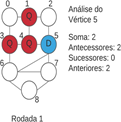 0 1 2
Q
3 4 5
Q Q D
6 7
8
Rodada 1
Análise do
Vértice 5
Soma: 2
Antecessores: 2
Sucessores: 0
Anteriores: 2